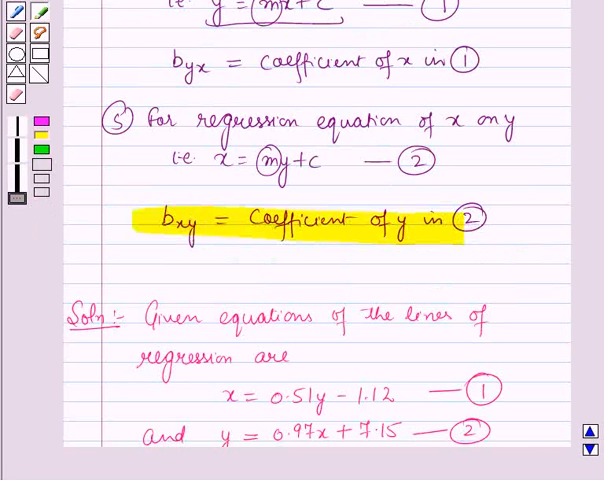 i.e. y = mx + c — ①
byx = coefficient of x in ①
⑤ For regression equation of x on y
i.e. x = my + c — ②
bxy = Coefficient of y in ②
Soln:- Given equations of the lines of
regression are
x = 0.51y - 1.12 — ①
and y = 0.97x + 7.15 — ②